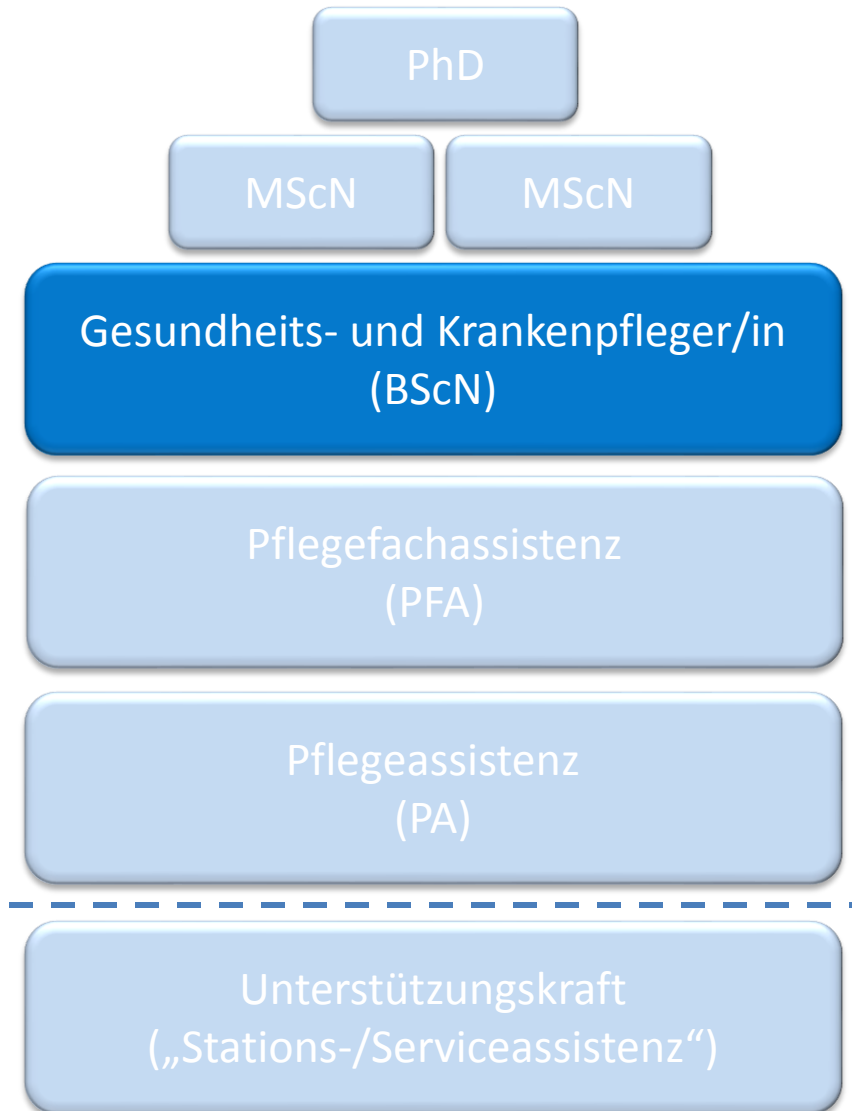 PhD
MScN MScN
Gesundheits- und Krankenpfleger/in
(BScN)
Pflegefachassistenz
(PFA)
Pflegeassistenz
(PA)
Unterstützungskraft
(„Stations-/Serviceassistenz“)